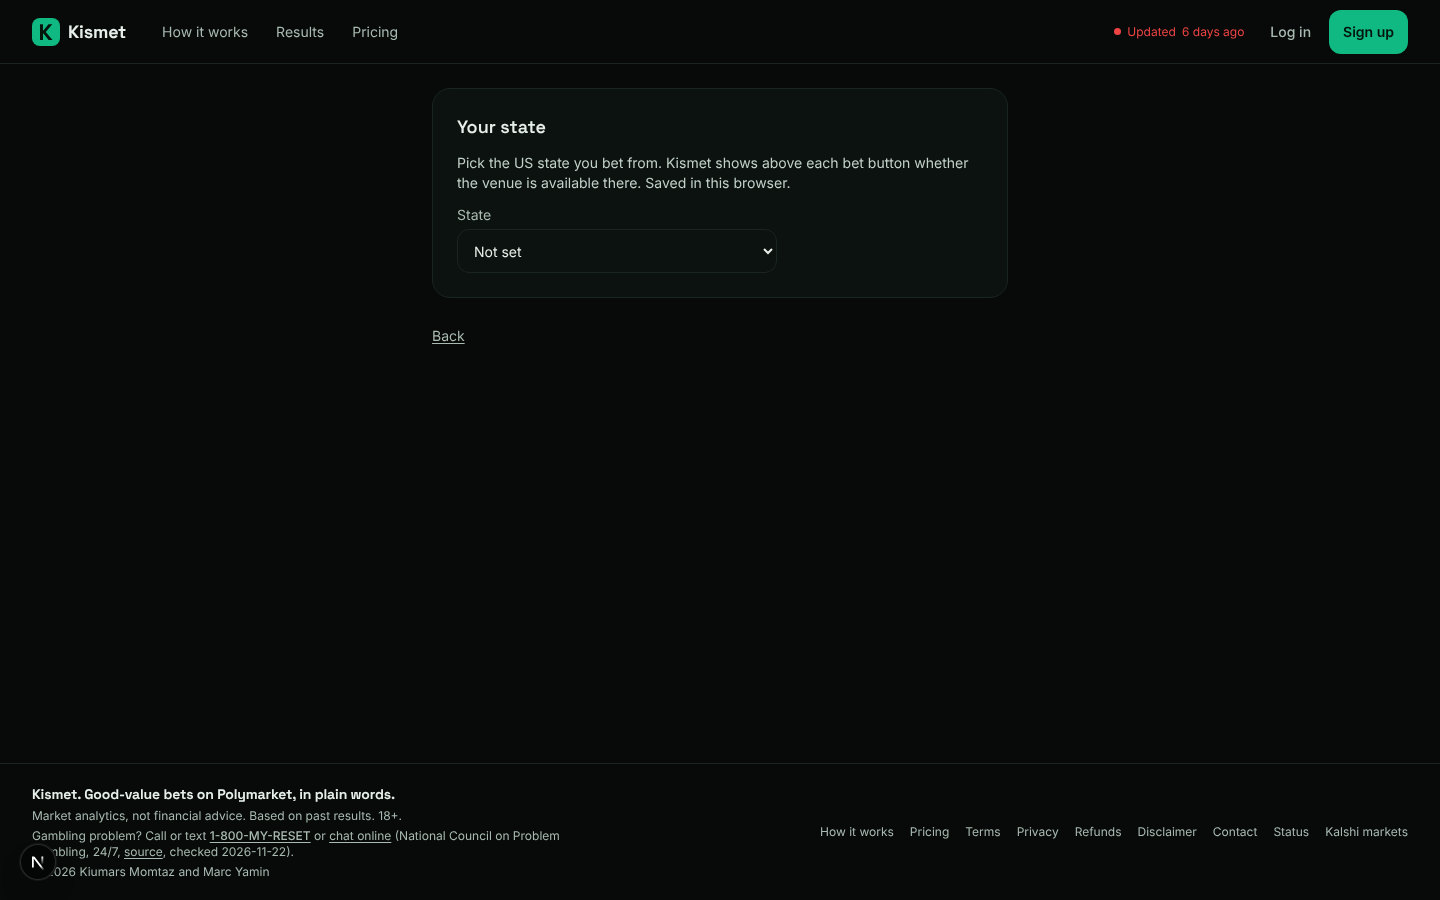 K Kismet
How it works
Results
Pricing
Updated 6 days ago
Log in
Sign up
Your state
Pick the US state you bet from. Kismet shows above each bet button whether
the venue is available there. Saved in this browser.
State
Not set
Back
Kismet. Good-value bets on Polymarket, in plain words.
Market analytics, not financial advice. Based on past results. 18+.
Gambling problem? Call or text 1-800-MY-RESET or chat online (National Council on Problem
mbling, 24/7, source, checked 2026-11-22).
026 Kiumars Momtaz and Marc Yamin
N
How it works
Pricing
Terms
Privacy
Refunds
Disclaimer
Contact
Status
Kalshi markets